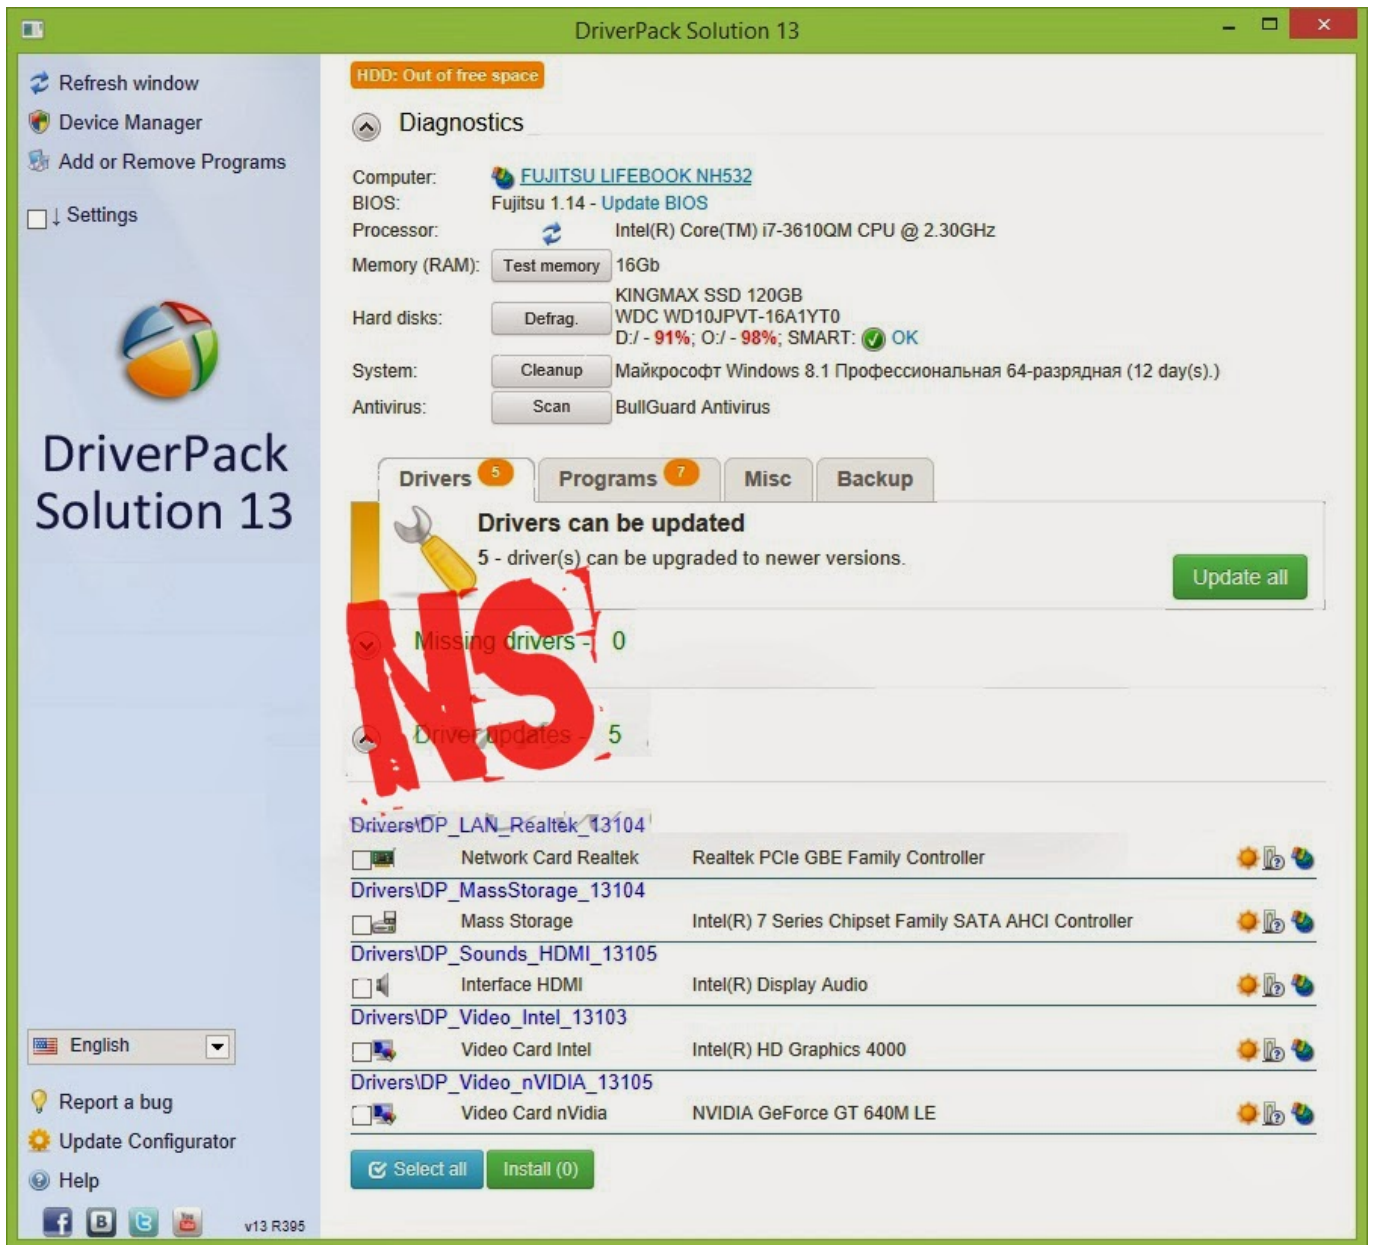 DriverPack Solution 13
Refresh window
Device Manager
Add or Remove Programs
↓ Settings
DriverPack
Solution 13
English
Report a bug
Update Configurator
Help
v13 R395
HDD: Out of free space
Diagnostics
Computer: FUJITSU LIFEBOOK NH532
BIOS: Fujitsu 1.14 - Update BIOS
Processor: Intel(R) Core(TM) i7-3610QM CPU @ 2.30GHz
Memory (RAM): Test memory 16Gb
KINGMAX SSD 120GB
Hard disks: Defrag. WDC WD10JPVT-16A1YT0
D:/ - 91%; O:/ - 98%; SMART: OK
System: Cleanup Майкрософт Windows 8.1 Профессиональная 64-разрядная (12 day(s).)
Antivirus: Scan BullGuard Antivirus
Drivers 5 Programs 7 Misc Backup
Drivers can be updated
5 - driver(s) can be upgraded to newer versions.
Update all
NS
Missing drivers - 0
Driver updates - 5
Drivers\DP_LAN_Realtek_13104
Network Card Realtek Realtek PCIe GBE Family Controller
Drivers\DP_MassStorage_13104
Mass Storage Intel(R) 7 Series Chipset Family SATA AHCI Controller
Drivers\DP_Sounds_HDMI_13105
Interface HDMI Intel(R) Display Audio
Drivers\DP_Video_Intel_13103
Video Card Intel Intel(R) HD Graphics 4000
Drivers\DP_Video_nVIDIA_13105
Video Card nVidia NVIDIA GeForce GT 640M LE
Select all Install (0)